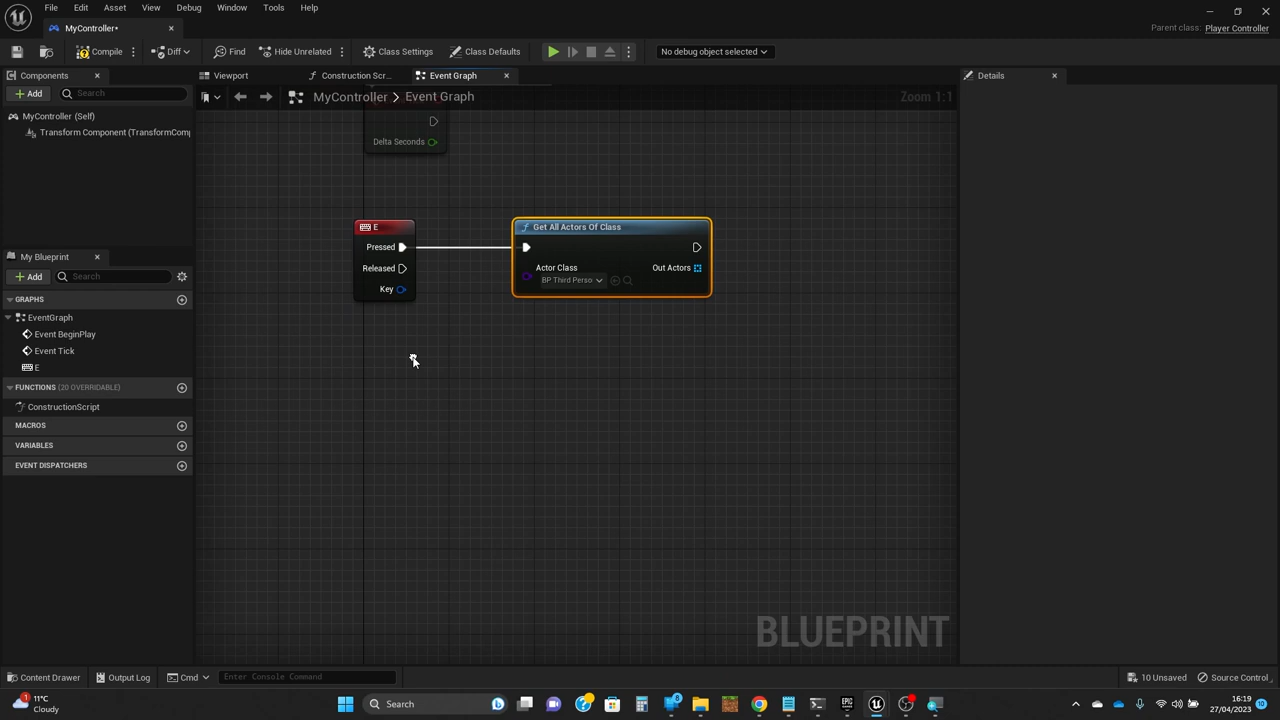 File Edit Asset View Debug Window Tools Help
MyController*
Parent class: Player Controller
Compile Diff Find Hide Unrelated Class Settings Class Defaults No debug object selected
Components Viewport Construction Scr... Event Graph Details
Add Search MyController > Event Graph Zoom 1:1
MyController (Self)
Transform Component (TransformComp
Delta Seconds
E
Pressed
Released
Key
Get All Actors Of Class
Actor Class
BP Third Perso
Out Actors
My Blueprint
Add Search
GRAPHS
EventGraph
Event BeginPlay
Event Tick
E
FUNCTIONS (20 OVERRIDABLE)
ConstructionScript
MACROS
VARIABLES
EVENT DISPATCHERS
BLUEPRINT
Content Drawer Output Log Cmd Enter Console Command 10 Unsaved Source Control
1
11°C
Cloudy
Search
8
16:19
27/04/2023